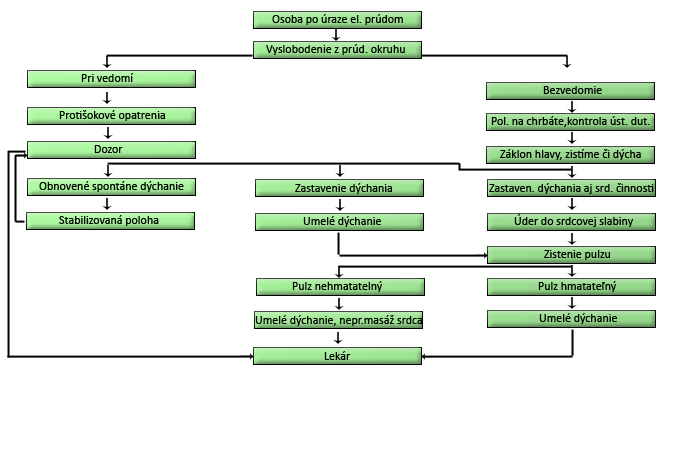 Osoba po úraze el. prúdom
Vyslobodenie z prúd. okruhu
Pri vedomí
Bezvedomie
Protišokové opatrenia
Pol. na chrbáte,kontrola úst. dut.
Dozor
Záklon hlavy, zistíme či dýcha
Obnovené spontáne dýchanie
Zastavenie dýchania
Zastaven. dýchania aj srd. činnosti
Stabilizovaná poloha
Umelé dýchanie
Úder do srdcovej slabiny
Zistenie pulzu
Pulz nehmatatelný
Pulz hmatateľný
Umelé dýchanie, nepr.masáž srdca
Umelé dýchanie
Lekár